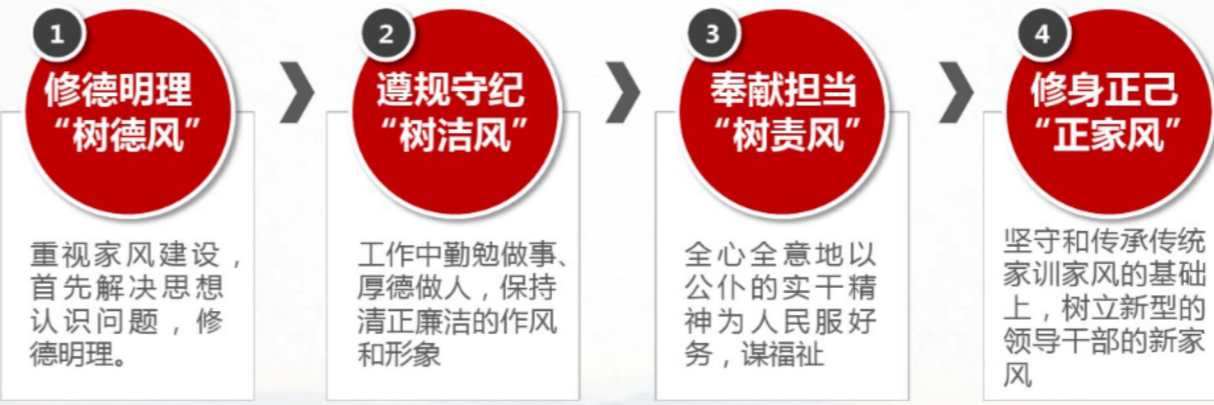 1
修德明理
“树德风”
重视家风建设，
首先解决思想
认识问题，修
德明理。
2
遵规守纪
“树洁风”
工作中勤勉做事、
厚德做人，保持
清正廉洁的作风
和形象
3
奉献担当
“树责风”
全心全意地以
公仆的实干精
神为人民服好
务，谋福祉
4
修身正己
“正家风”
坚守和传承传统
家训家风的基础
上，树立新型的
领导干部的新家
风